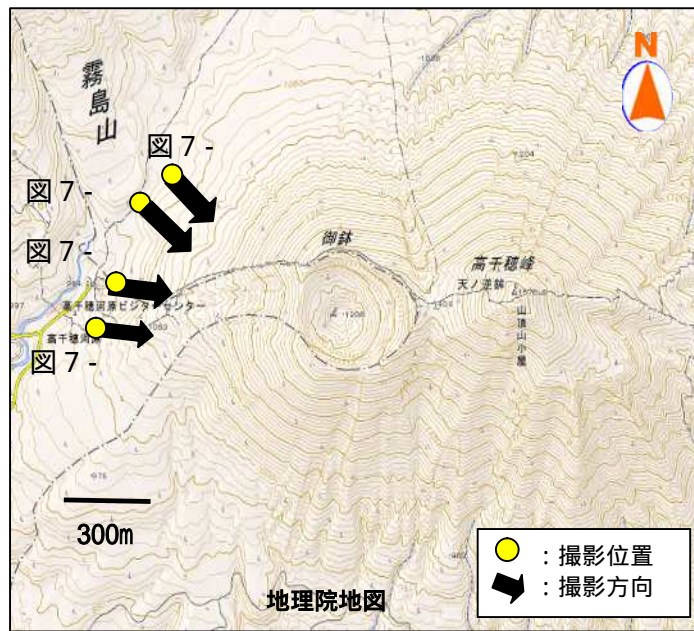 N
霧島山
図7-
図7-
図7-
図7-
御鉢
高千穂峰
天ノ逆鉾
山頂山小屋
高千穂河原ビジターセンター
高千穂河原
300m
地理院地図
:撮影位置
:撮影方向